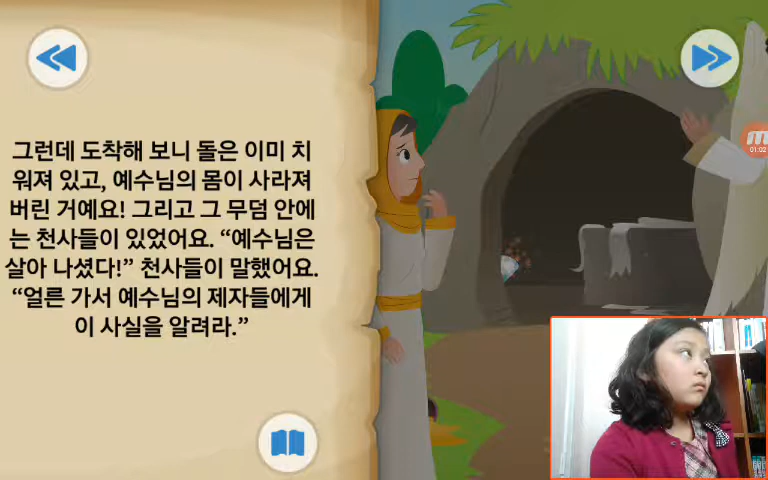 그런데 도착해 보니 돌은 이미 치
워져 있고, 예수님의 몸이 사라져
버린 거예요! 그리고 그 무덤 안에
는 천사들이 있었어요. “예수님은
살아 나셨다!” 천사들이 말했어요.
“얼른 가서 예수님의 제자들에게
이 사실을 알려라.”
01:02